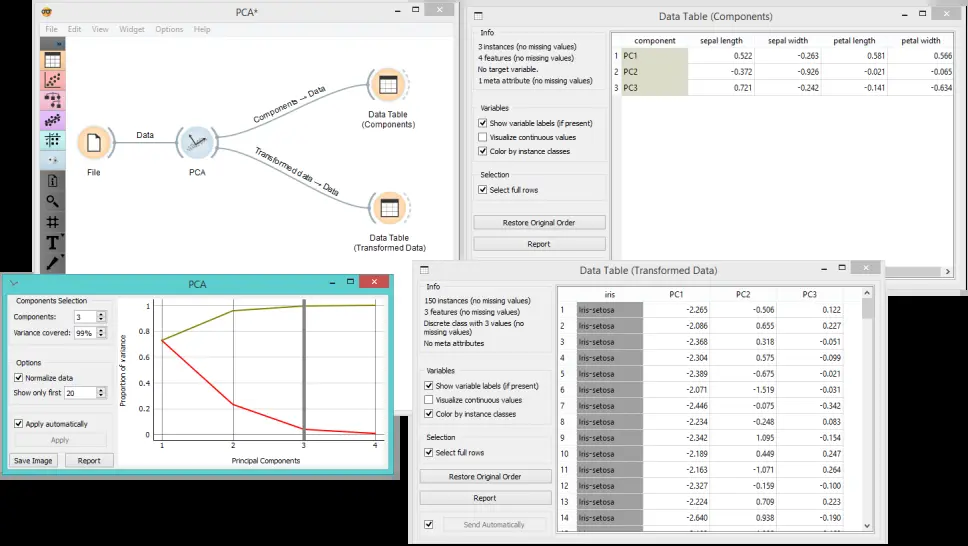 PCA*
File Edit View Widget Options Help
File
Data
PCA
Components → Data
Data Table
(Components)
Transformed data → Data
Data Table
(Transformed Data)
Data Table (Components)
Info
3 instances (no missing values)
4 features (no missing values)
No target variable.
1 meta attribute (no missing values)
Variables
Show variable labels (if present)
Visualize continuous values
Color by instance classes
Selection
Select full rows
Restore Original Order
Report
component sepal length sepal width petal length petal width
1 PC1 0.522 -0.263 0.581 0.566
2 PC2 -0.372 -0.926 -0.021 -0.065
3 PC3 0.721 -0.242 -0.141 -0.634
PCA
Components Selection
Components: 3
Variance covered: 99%
Options
Normalize data
Show only first 20
Apply automatically
Apply
Save Image Report
Proportion of variance
1
0.8
0.6
0.4
0.2
0
1 2 3 4
Principal Components
Data Table (Transformed Data)
Info
150 instances (no missing values)
3 features (no missing values)
Discrete class with 3 values (no
missing values)
No meta attributes
Variables
Show variable labels (if present)
Visualize continuous values
Color by instance classes
Selection
Select full rows
Restore Original Order
Report
Send Automatically
iris PC1 PC2 PC3
1 Iris-setosa -2.265 -0.506 0.122
2 Iris-setosa -2.086 0.655 0.227
3 Iris-setosa -2.368 0.318 -0.051
4 Iris-setosa -2.304 0.575 -0.099
5 Iris-setosa -2.389 -0.675 -0.021
6 Iris-setosa -2.071 -1.519 -0.031
7 Iris-setosa -2.446 -0.075 -0.342
8 Iris-setosa -2.234 -0.248 0.083
9 Iris-setosa -2.342 1.095 -0.154
10 Iris-setosa -2.189 0.449 0.247
11 Iris-setosa -2.163 -1.071 0.264
12 Iris-setosa -2.327 -0.159 -0.100
13 Iris-setosa -2.224 0.709 0.223
14 Iris-setosa -2.640 0.938 -0.190